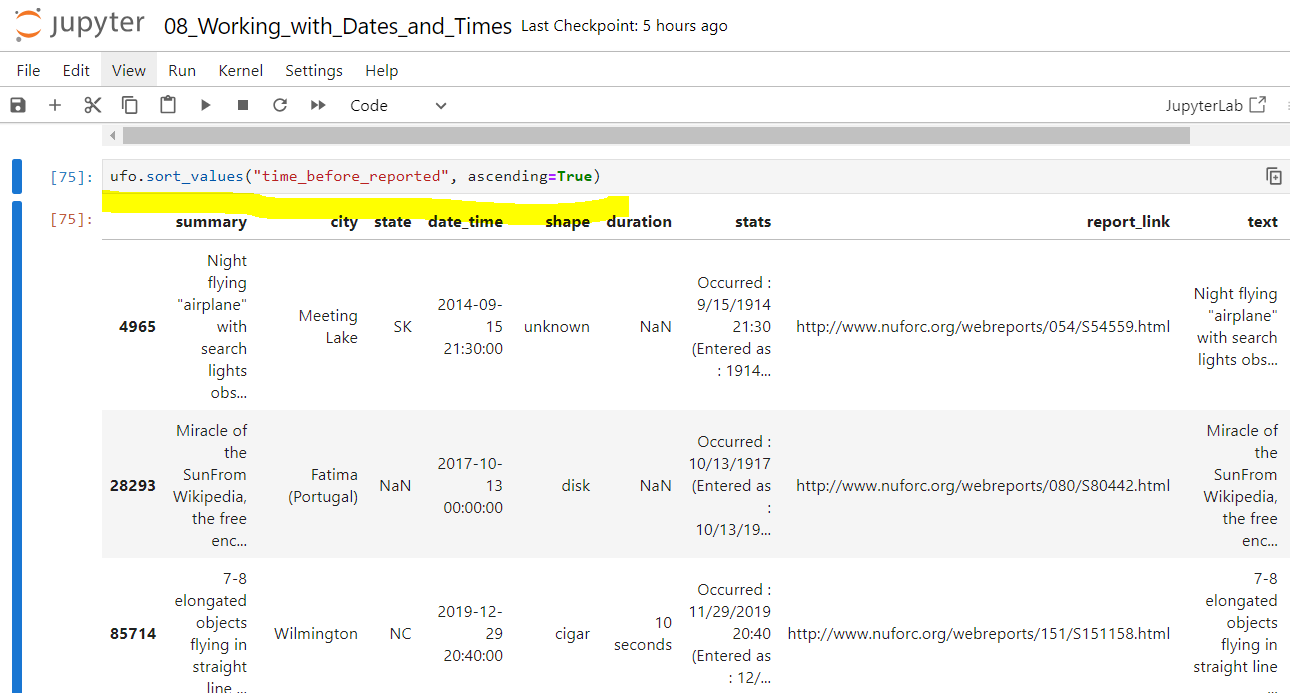 jupyter 08_Working_with_Dates_and_Times Last Checkpoint: 5 hours ago
File Edit View Run Kernel Settings Help
Code JupyterLab
[75]: ufo.sort_values("time_before_reported", ascending=True)
[75]:
summary city state date_time shape duration stats report_link text
4965
Night
flying
"airplane"
with
search
lights
obs...
Meeting
Lake
SK
2014-09-
15
21:30:00
unknown
NaN
Occurred :
9/15/1914
21:30
(Entered as
: 1914...
http://www.nuforc.org/webreports/054/S54559.html
Night flying
"airplane"
with search
lights obs...
28293
Miracle of
the
SunFrom
Wikipedia,
the free
enc...
Fatima
(Portugal)
NaN
2017-10-
13
00:00:00
disk
NaN
Occurred :
10/13/1917
(Entered as
:
10/13/19...
http://www.nuforc.org/webreports/080/S80442.html
Miracle of
the
SunFrom
Wikipedia,
the free
enc...
85714
7-8
elongated
objects
flying in
straight
line ...
Wilmington
NC
2019-12-
29
20:40:00
cigar
10
seconds
Occurred :
11/29/2019
20:40
(Entered as
: 12/...
http://www.nuforc.org/webreports/151/S151158.html
7-8
elongated
objects
flying in
straight line
...